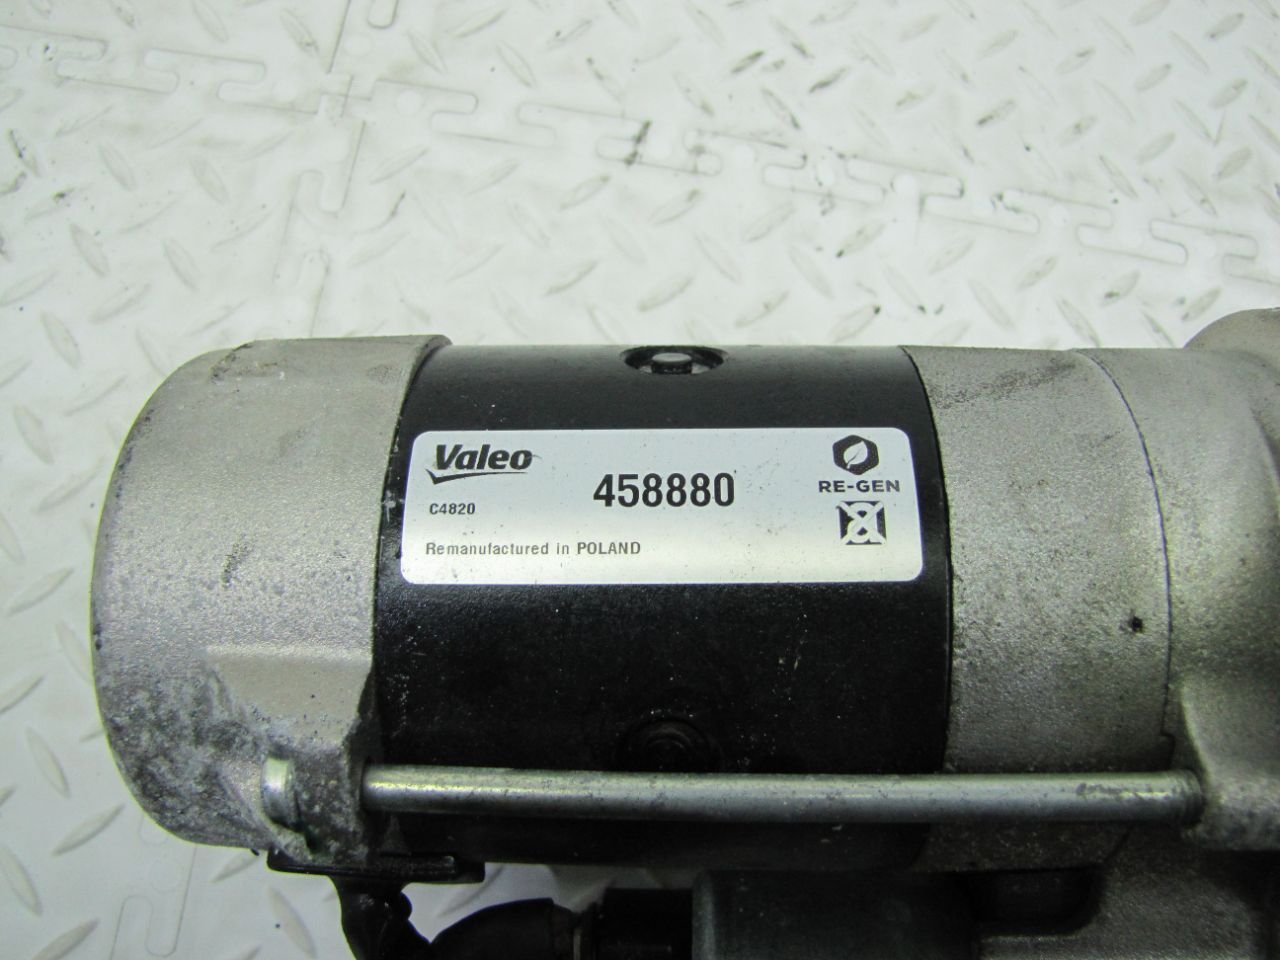 Valeo
C4820
458880
RE-GEN
Remanufactured in POLAND